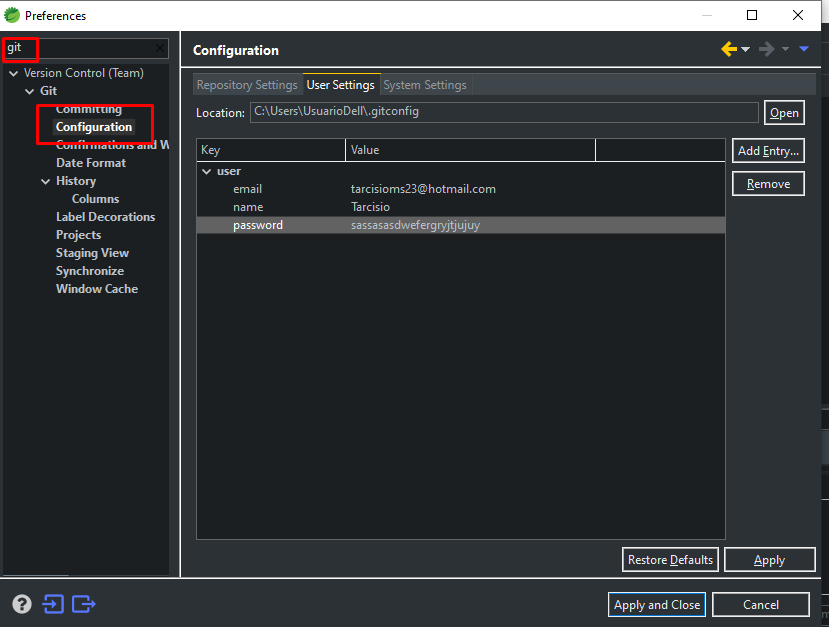 Preferences
git
Version Control (Team)
Git
Committing
Configuration
Confirmations and W
Date Format
History
Columns
Label Decorations
Projects
Staging View
Synchronize
Window Cache
Configuration
Repository Settings User Settings System Settings
Location: C:\Users\UsuarioDell\.gitconfig Open
Key Value Add Entry...
user Remove
email tarcisioms23@hotmail.com
name Tarcisio
password sassasasdwefergryjtjujuy
Restore Defaults Apply
Apply and Close Cancel